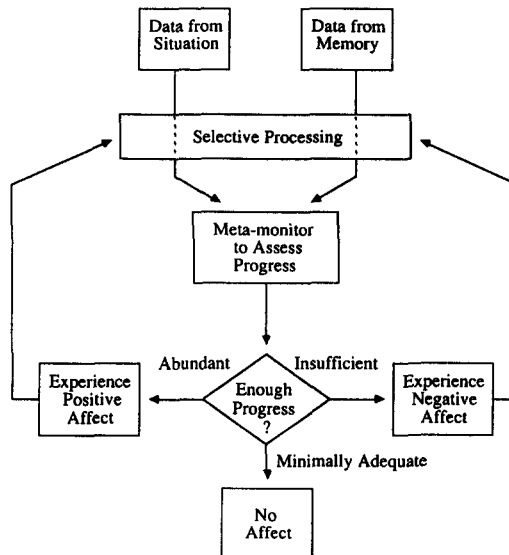 Data from
Situation
Data from
Memory
Selective Processing
Meta-monitor
to Assess
Progress
Abundant
Insufficient
Experience
Positive
Affect
Enough
Progress
?
Experience
Negative
Affect
Minimally Adequate
No
Affect